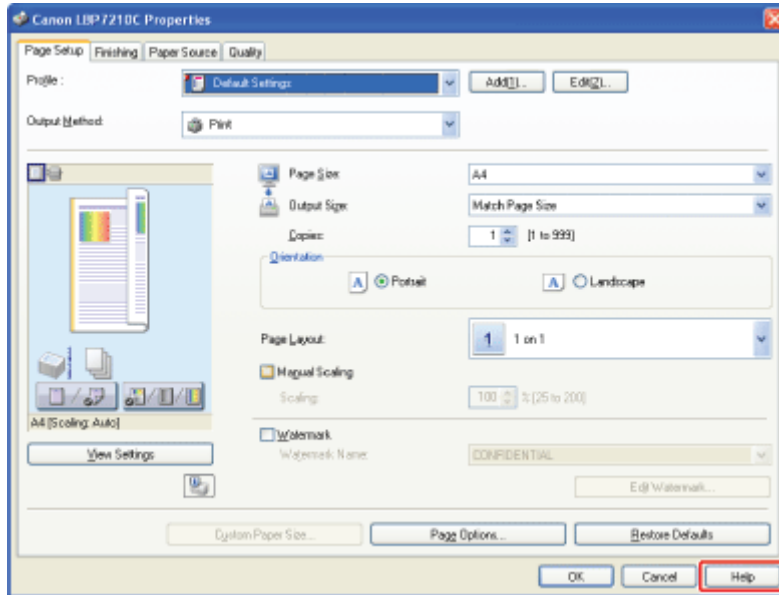 Canon LBP7210C Properties
Page Setup Finishing Paper Source Quality
Profile : Default Settings Add(1)... Edit(2)...
Output Method: Print
Page Size: A4
Output Size: Match Page Size
Copies: 1 [1 to 999]
Orientation
A Portrait A Landscape
Page Layout: 1 1 on 1
Manual Scaling
Scaling: 100 % [25 to 200]
A4 [Scaling: Auto]
Watermark
View Settings Watermark Name: CONFIDENTIAL
Edit Watermark...
Custom Paper Size... Page Options... Restore Defaults
OK Cancel Help